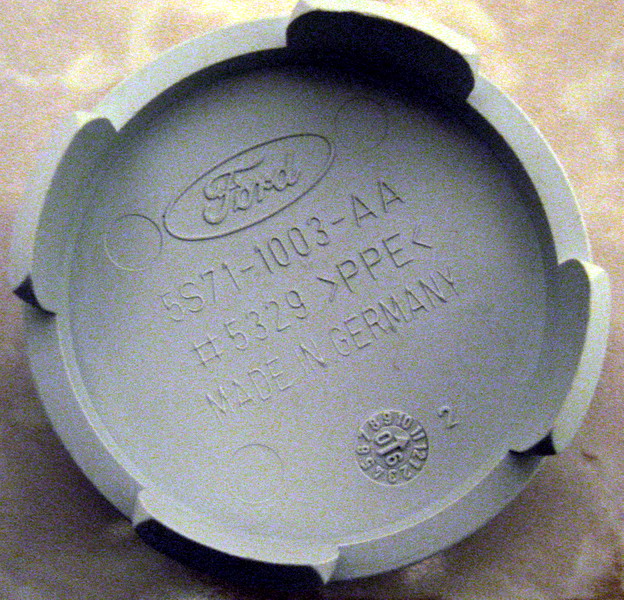 Ford
5S71-1003-AA
#5329 >PPE<
MADE IN GERMANY
2